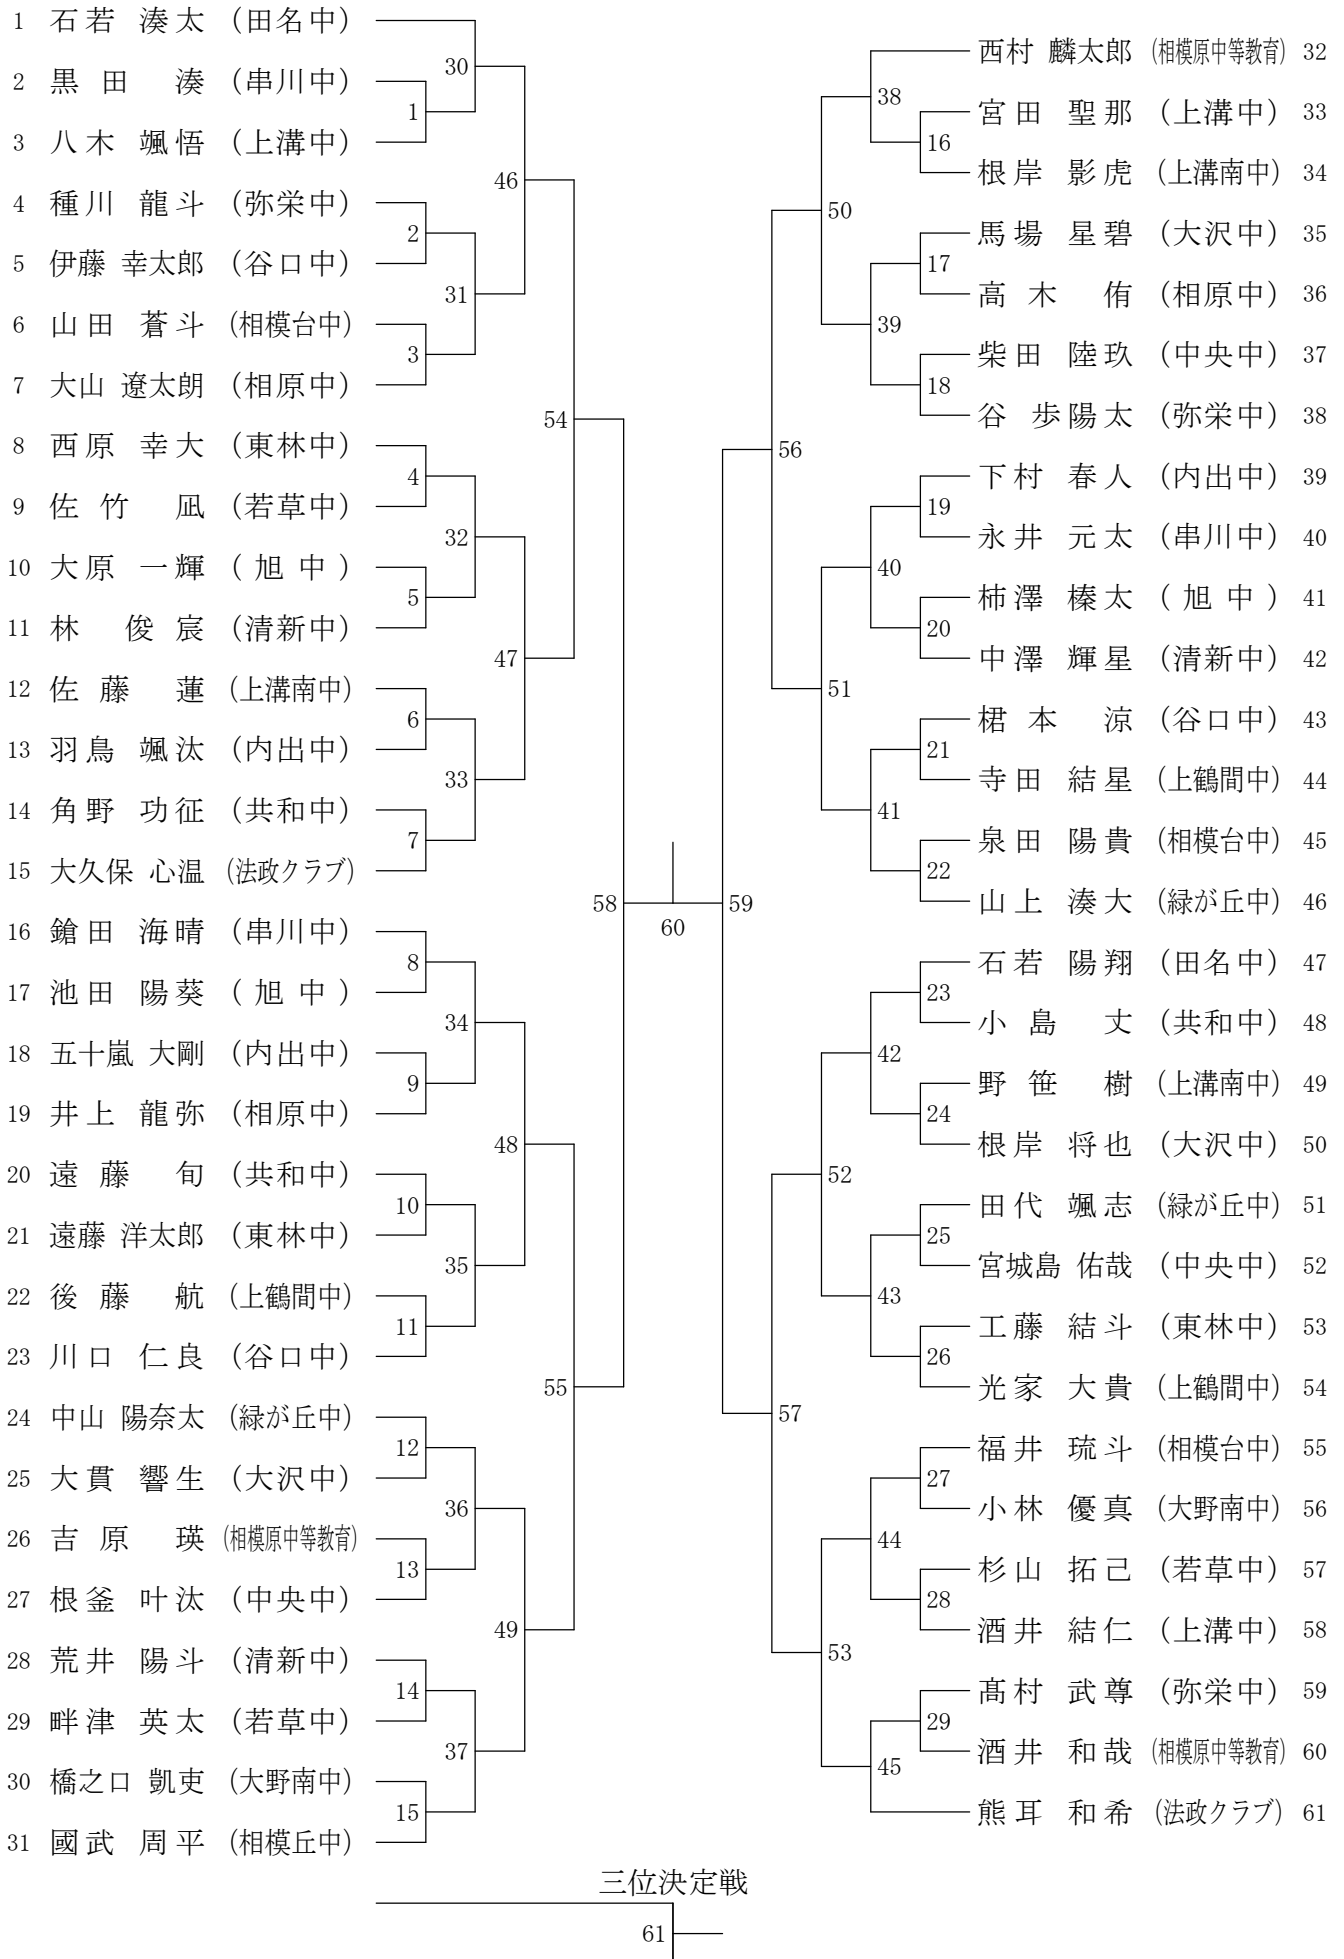 1 石若 湊太 (田名中)
2 黒田 湊 (串川中)
3 八木 颯悟 (上溝中)
4 種川 龍斗 (弥栄中)
5 伊藤 幸太郎 (谷口中)
6 山田 蒼斗 (相模台中)
7 大山 遼太朗 (相原中)
8 西原 幸大 (東林中)
9 佐竹 凪 (若草中)
10 大原 一輝 (旭中)
11 林 俊宸 (清新中)
12 佐藤 蓮 (上溝南中)
13 羽鳥 颯汰 (内出中)
14 角野 功征 (共和中)
15 大久保 心温 (法政クラブ)
16 鎗田 海晴 (串川中)
17 池田 陽葵 (旭中)
18 五十嵐 大剛 (内出中)
19 井上 龍弥 (相原中)
20 遠藤 旬 (共和中)
21 遠藤 洋太郎 (東林中)
22 後藤 航 (上鶴間中)
23 川口 仁良 (谷口中)
24 中山 陽奈太 (緑が丘中)
25 大貫 響生 (大沢中)
26 吉原 瑛 (相模原中等教育)
27 根釜 叶汰 (中央中)
28 荒井 陽斗 (清新中)
29 畔津 英太 (若草中)
30 橋之口 凱吏 (大野南中)
31 國武 周平 (相模丘中)
1
2
3
4
5
6
7
8
9
10
11
12
13
14
15
30
31
32
33
34
35
36
37
46
47
48
49
54
55
58
60
59
56
57
50
51
52
53
38
39
40
41
42
43
44
45
16
17
18
19
20
21
22
23
24
25
26
27
28
29
西村 麟太郎 (相模原中等教育) 32
宮田 聖那 (上溝中) 33
根岸 影虎 (上溝南中) 34
馬場 星碧 (大沢中) 35
高木 侑 (相原中) 36
柴田 陸玖 (中央中) 37
谷 歩陽太 (弥栄中) 38
下村 春人 (内出中) 39
永井 元太 (串川中) 40
柿澤 榛太 (旭中) 41
中澤 輝星 (清新中) 42
桾本 涼 (谷口中) 43
寺田 結星 (上鶴間中) 44
泉田 陽貴 (相模台中) 45
山上 湊大 (緑が丘中) 46
石若 陽翔 (田名中) 47
小島 丈 (共和中) 48
野笹 樹 (上溝南中) 49
根岸 将也 (大沢中) 50
田代 颯志 (緑が丘中) 51
宮城島 佑哉 (中央中) 52
工藤 結斗 (東林中) 53
光家 大貴 (上鶴間中) 54
福井 琉斗 (相模台中) 55
小林 優真 (大野南中) 56
杉山 拓己 (若草中) 57
酒井 結仁 (上溝中) 58
髙村 武尊 (弥栄中) 59
酒井 和哉 (相模原中等教育) 60
熊耳 和希 (法政クラブ) 61
三位決定戦
61